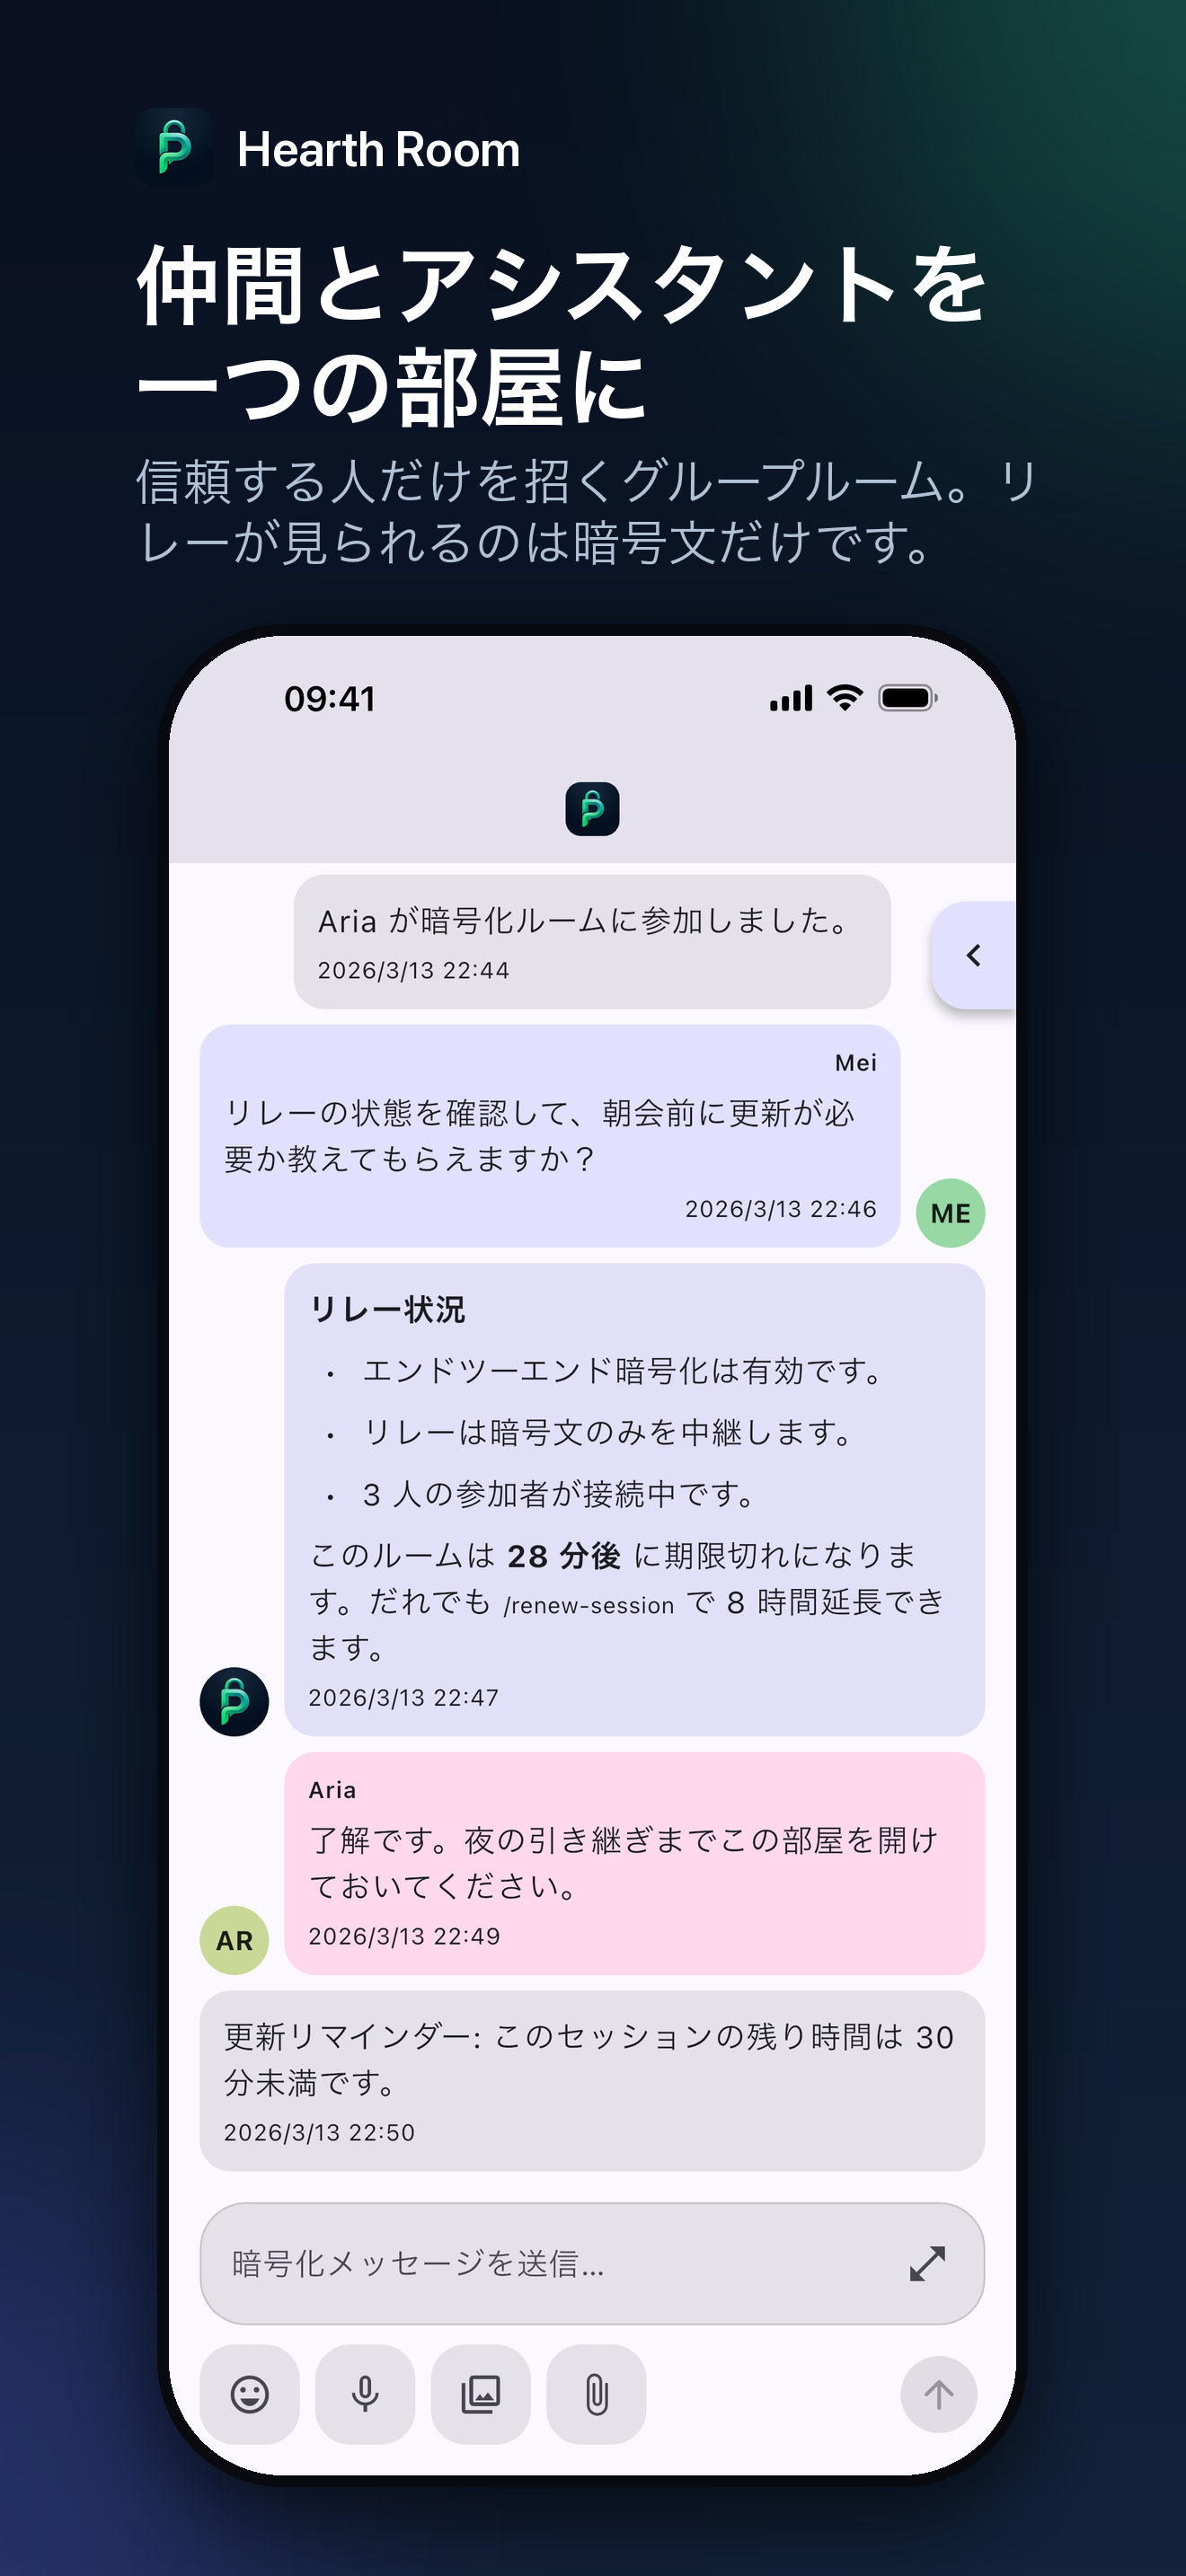 Hearth Room
仲間とアシスタントを
一つの部屋に
信頼する人だけを招くグループルーム。リ
レーが見られるのは暗号文だけです。
09:41
Aria が暗号化ルームに参加しました。
2026/3/13 22:44
Mei
リレーの状態を確認して、朝会前に更新が必
要か教えてもらえますか？
2026/3/13 22:46
ME
リレー状況
• エンドツーエンド暗号化は有効です。
• リレーは暗号文のみを中継します。
• 3 人の参加者が接続中です。
このルームは 28 分後 に期限切れになりま
す。だれでも /renew-session で 8 時間延長でき
ます。
2026/3/13 22:47
Aria
了解です。夜の引き継ぎまでこの部屋を開け
ておいてください。
2026/3/13 22:49
AR
更新リマインダー: このセッションの残り時間は 30
分未満です。
2026/3/13 22:50
暗号化メッセージを送信...